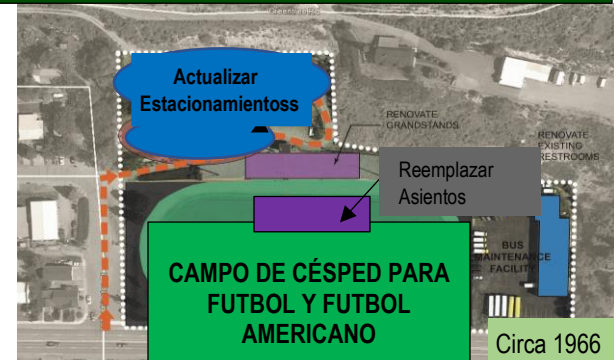 Actualizar
Estacionamientoss
RENOVATE
GRANDSTANDS
RENOVATE
EXISTING
RESTROOMS
Reemplazar
Asientos
BUS
MAINTENANCE
FACILITY
CAMPO DE CÉSPED PARA
FUTBOL Y FUTBOL
AMERICANO
Circa 1966